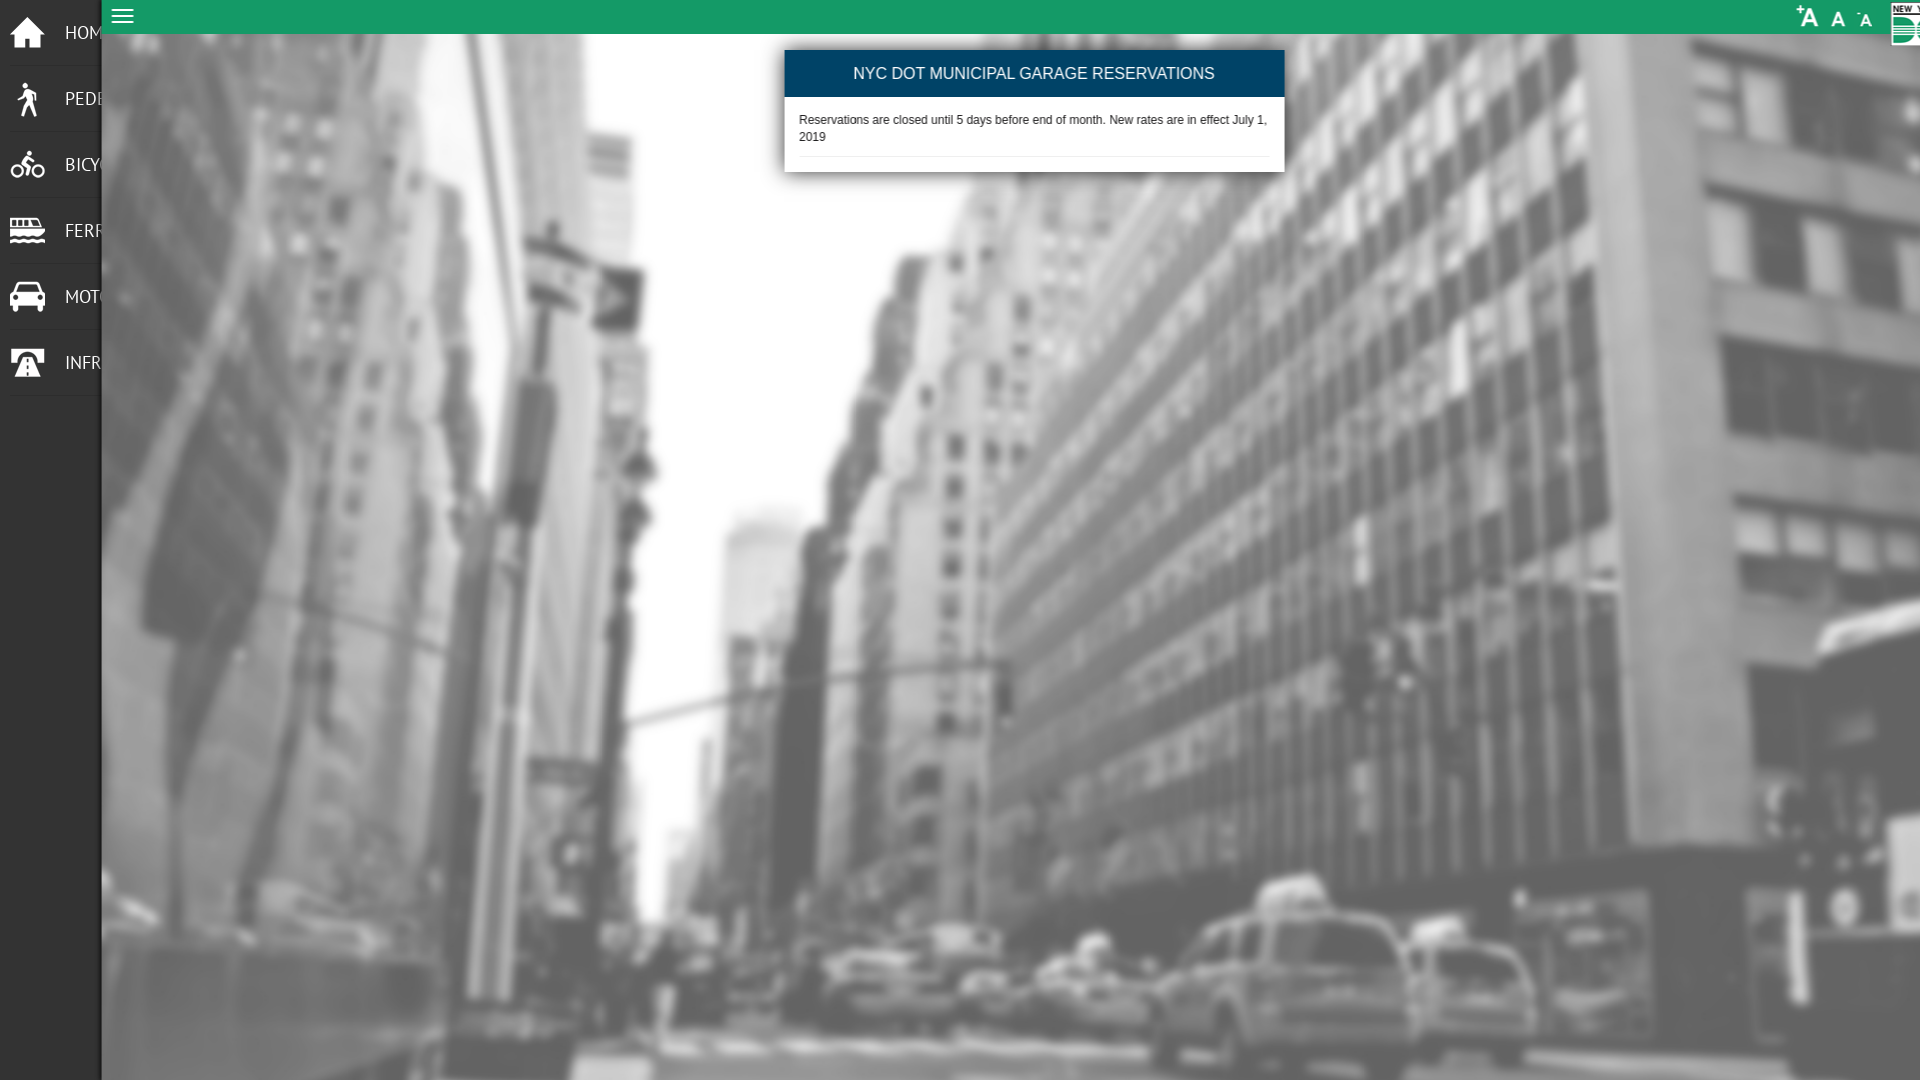 HOM
PEDE
BICY
FERR
MOTO
INFR
+A A -A
NEW Y
NYC DOT MUNICIPAL GARAGE RESERVATIONS
Reservations are closed until 5 days before end of month. New rates are in effect July 1,
2019